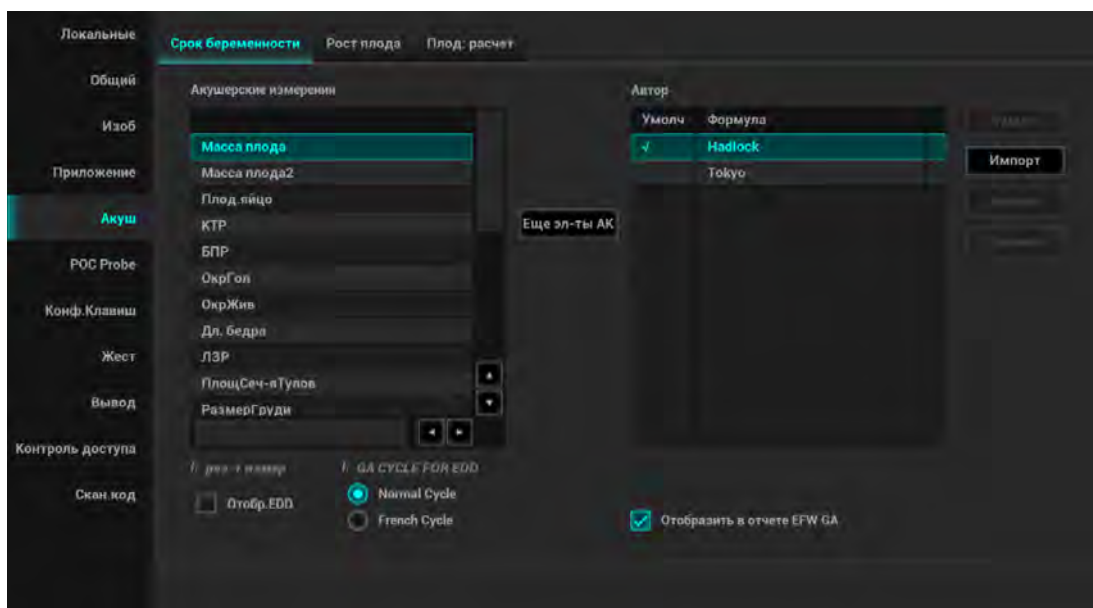 Локальные
Общий
Изоб
Приложение
Акуш
POC Probe
Конф.Клавиш
Жест
Вывод
Контроль доступа
Скан.код
Срок беременности
Рост плода
Плод: расчет
Акушерские измерения
Масса плода
Масса плода2
Плод.яйцо
КТР
БПР
ОкрГол
ОкрЖив
Дл. бедра
ЛЗР
ПлощСеч-яТулов
РазмерГруди
Еще эл-ты АК
Автор
Умолч Формула
√ Hadlock
Tokyo
Импорт
GA CYCLE FOR EDD
Отобр.EDD
Normal Cycle
French Cycle
Отобразить в отчете EFW GA